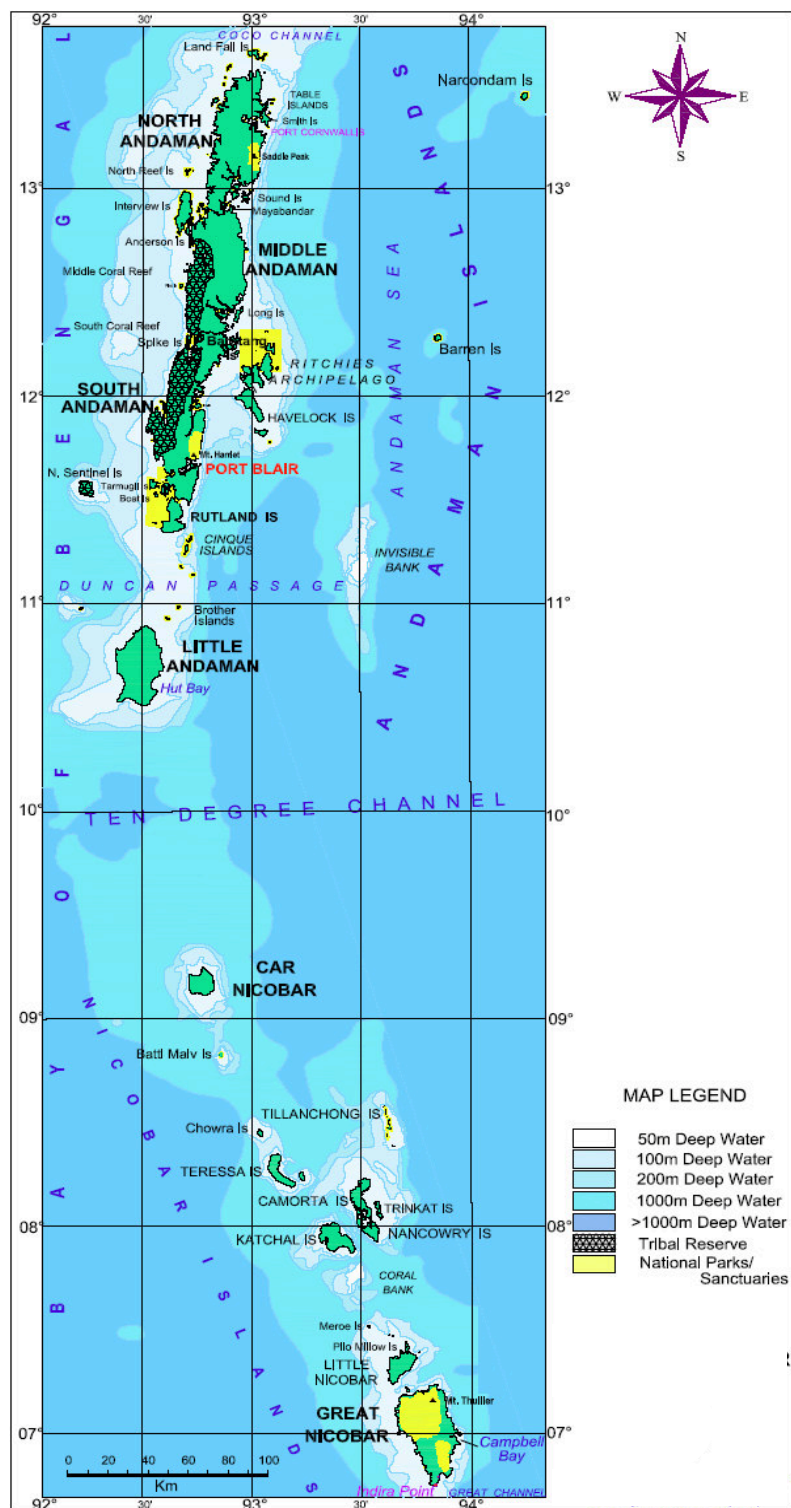 92°
30'
93°
30'
94°
COCO CHANNEL
Land Fall Is
Narcondam Is
N
W
E
S
TABLE
ISLANDS
NORTH
ANDAMAN
Smith Is
PORT CORNWALLIS
Saddle Peak
North Reef Is
13°
13°
Interview Is
Sound Is
Mayabandar
Anderson Is
MIDDLE
ANDAMAN
Middle Coral Reef
Long Is
South Coral Reef
Spike Is
Baratang
Barren Is
RITCHIES
ARCHIPELAGO
12°
12°
SOUTH
ANDAMAN
HAVELOCK IS
Mt. Harriet
PORT BLAIR
N. Sentinel Is
Tarmugli Is
Boat Is
RUTLAND IS
CINQUE
ISLANDS
INVISIBLE
BANK
ANDAMAN SEA
ANDAMAN ISLANDS
DUNCAN PASSAGE
11°
11°
Brother
Islands
LITTLE
ANDAMAN
Hut Bay
10°
10°
TEN DEGREE CHANNEL
BAY OF BENGAL
CAR
NICOBAR
09°
09°
NICOBAR ISLANDS
Batti Malv Is
TILLANCHONG IS
Chowra Is
TERESSA IS
CAMORTA IS
TRINKAT IS
08°
08°
KATCHAL IS
NANCOWRY IS
CORAL
BANK
Meroe Is
Pilo Millow Is
LITTLE
NICOBAR
Mt. Thullier
GREAT
NICOBAR
07°
07°
Campbell
Bay
0 20 40 60 80 100
Km
Indira Point
GREAT CHANNEL
92°
30'
93°
30'
94°
MAP LEGEND
50m Deep Water
100m Deep Water
200m Deep Water
1000m Deep Water
>1000m Deep Water
Tribal Reserve
National Parks/
Sanctuaries